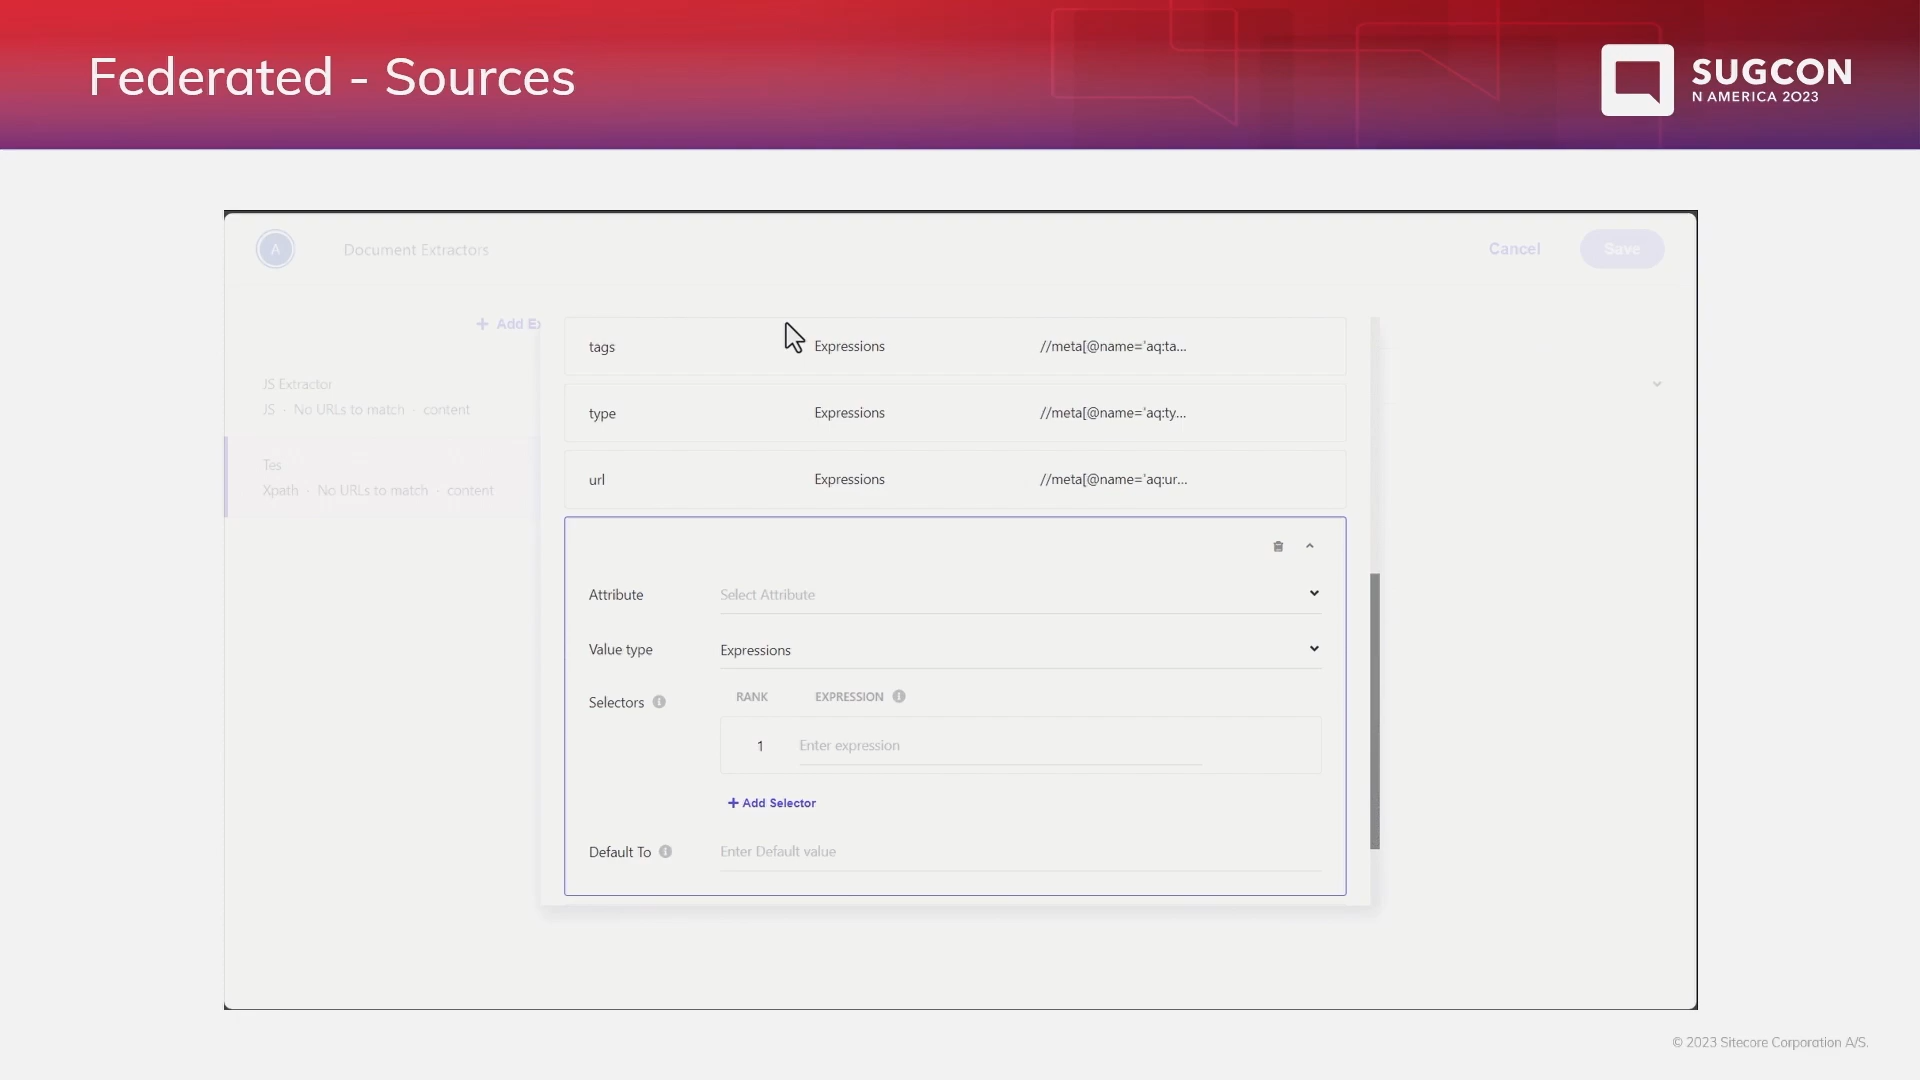 Federated - Sources
SUGCON
N AMERICA 2023
A
Document Extractors
Cancel
Save
+ Add Ex
JS Extractor
JS · No URLs to match · content
Tes
Xpath · No URLs to match · content
tags Expressions //meta[@name='aq:ta...
type Expressions //meta[@name='aq:ty...
url Expressions //meta[@name='aq:ur...
Attribute Select Attribute
Value type Expressions
Selectors RANK EXPRESSION
1 Enter expression
+ Add Selector
Default To Enter Default value
© 2023 Sitecore Corporation A/S.